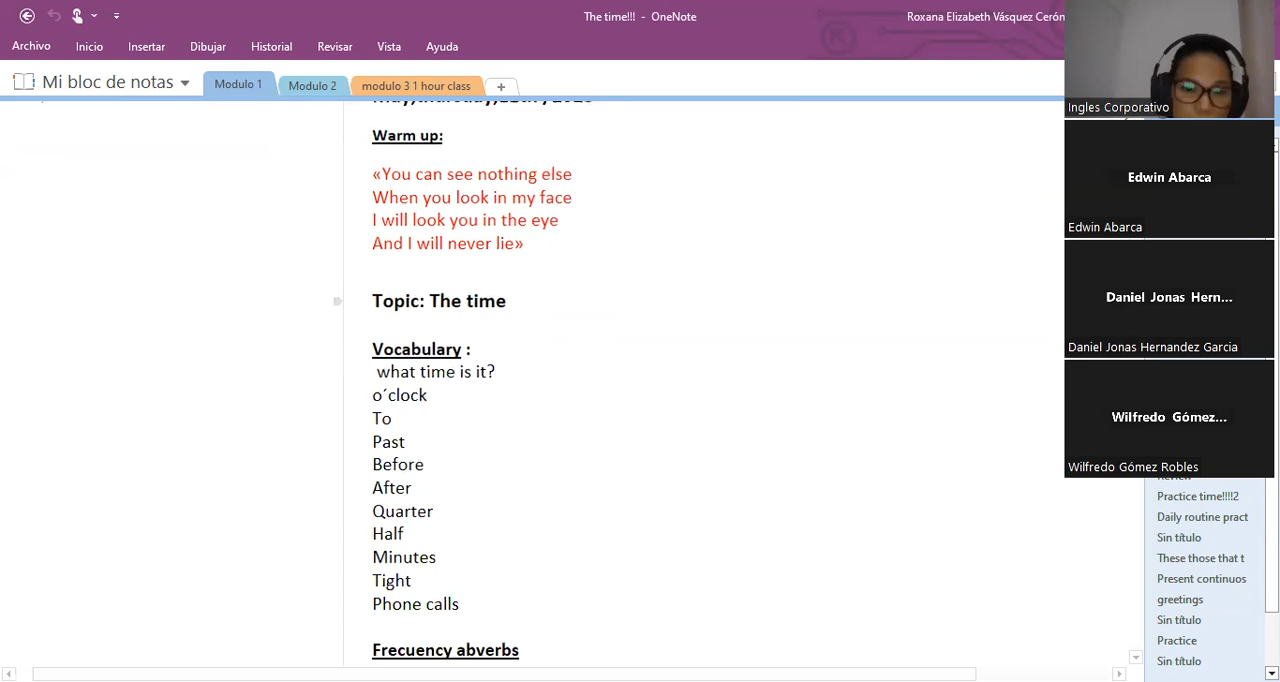 The time!!! - OneNote
Roxana Elizabeth Vásquez Cerón
Archivo Inicio Insertar Dibujar Historial Revisar Vista Ayuda
Mi bloc de notas Modulo 1 Modulo 2 modulo 3 1 hour class +
Warm up:
«You can see nothing else
When you look in my face
I will look you in the eye
And I will never lie»
Topic: The time
Vocabulary :
what time is it?
o´clock
To
Past
Before
After
Quarter
Half
Minutes
Tight
Phone calls
Frecuency abverbs
Ingles Corporativo
Edwin Abarca
Edwin Abarca
Daniel Jonas Hern...
Daniel Jonas Hernandez Garcia
Wilfredo Gómez...
Wilfredo Gómez Robles
Review
Practice time!!!!2
Daily routine pract
Sin título
These those that t
Present continuos
greetings
Sin título
Practice
Sin título